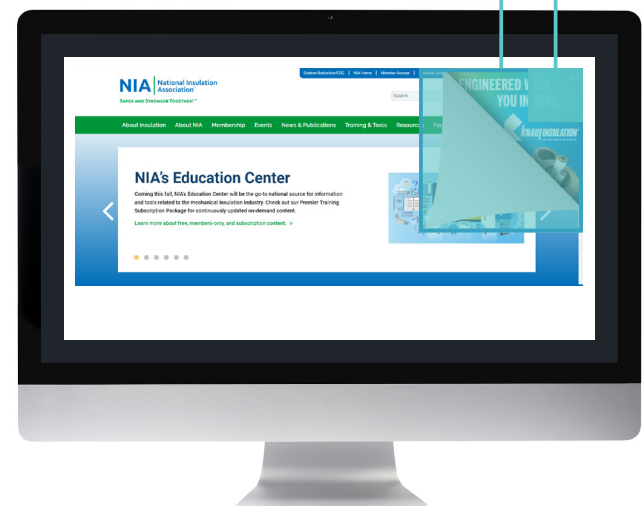 Carbon Reduction/ESG | NIA Home | Member Access |
NIA National Insulation Association
SAFER AND STRONGER TOGETHER!™
Search ...
About Insulation About NIA Membership Events News & Publications Training & Tools Resources
ENGINEERED WITH
YOU IN
KNAUFINSULATION
NIA's Education Center
Coming this fall, NIA's Education Center will be the go-to national source for information
and tools related to the mechanical insulation industry. Check out our Premier Training
Subscription Package for continuously updated on-demand content.
Learn more about free, members-only, and subscription content. >